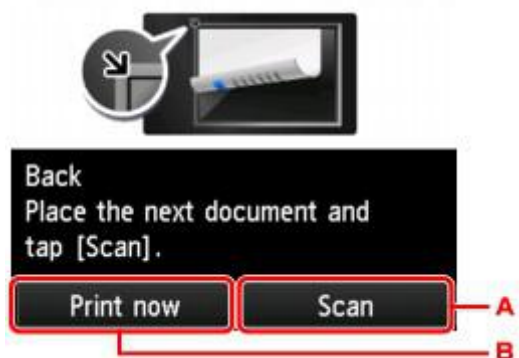 Back
Place the next document and
tap [Scan].
Print now Scan A
B